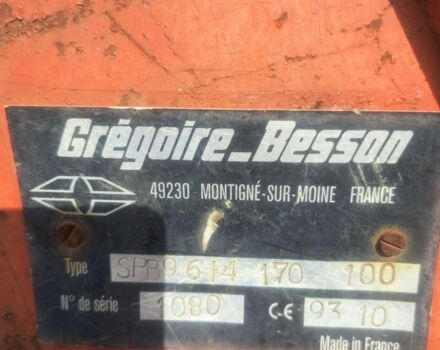 Grégoire_Besson
49230 MONTIGNÉ-SUR-MOINE FRANCE
Type SPB9 614 170 100
N° de série 1080 CE 93 10
Made in France